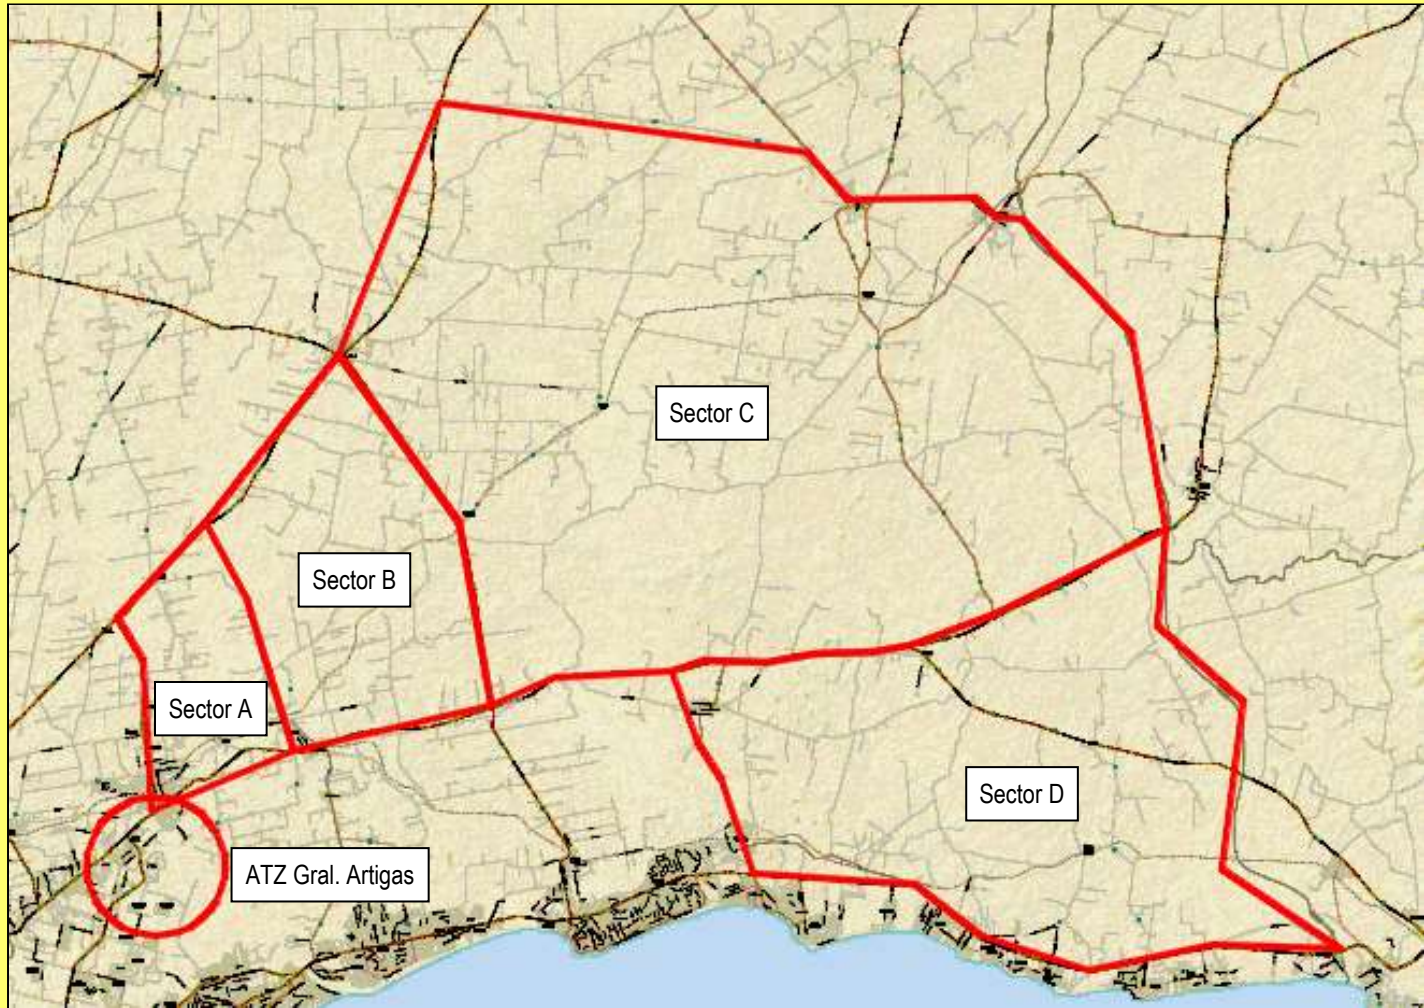 Sector C
Sector B
Sector A
Sector D
ATZ Gral. Artigas